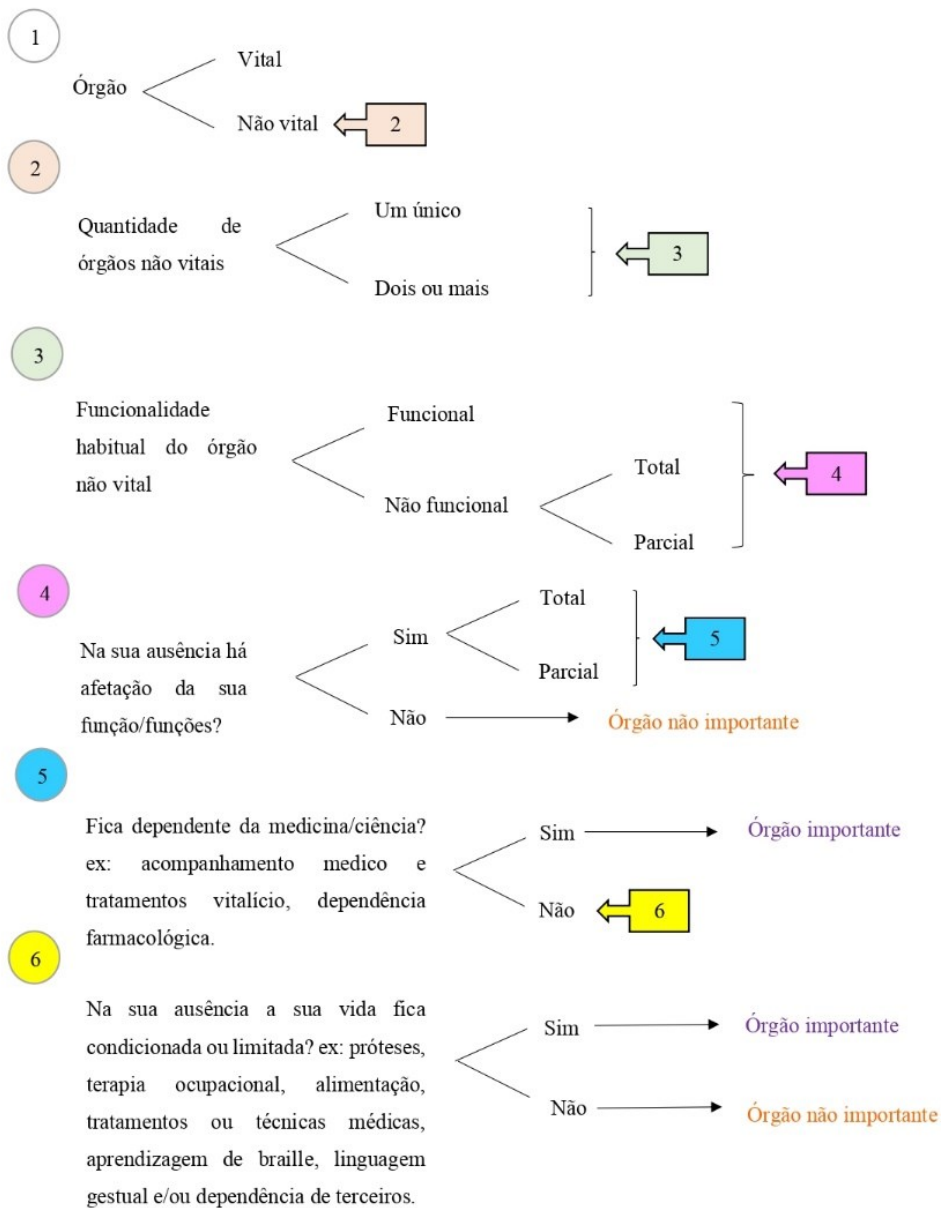 1
Vital
Órgão
Não vital
2
2
Um único
Quantidade de
órgãos não vitais
3
Dois ou mais
3
Funcionalidade
habitual do órgão
não vital
Funcional
Total
4
Não funcional
Parcial
4
Total
Sim
5
Na sua ausência há
afetação da sua
função/funções?
Parcial
Não
Órgão não importante
5
Fica dependente da medicina/ciência?
ex: acompanhamento medico e
tratamentos vitalício, dependência
farmacológica.
Sim
Órgão importante
Não
6
6
Na sua ausência a sua vida fica
condicionada ou limitada? ex: próteses,
terapia ocupacional, alimentação,
tratamentos ou técnicas médicas,
aprendizagem de braille, linguagem
gestual e/ou dependência de terceiros.
Sim
Órgão importante
Não
Órgão não importante